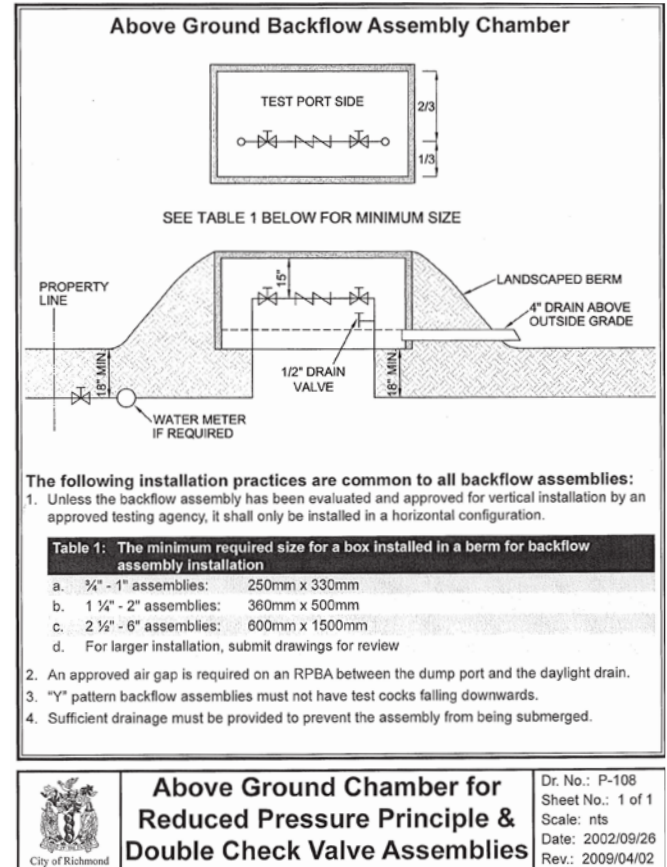 Above Ground Backflow Assembly Chamber
TEST PORT SIDE
2/3
1/3
SEE TABLE 1 BELOW FOR MINIMUM SIZE
PROPERTY
LINE
15"
LANDSCAPED BERM
4" DRAIN ABOVE
OUTSIDE GRADE
18" MIN.
1/2" DRAIN
VALVE
18" MIN.
WATER METER
IF REQUIRED
The following installation practices are common to all backflow assemblies:
1. Unless the backflow assembly has been evaluated and approved for vertical installation by an
approved testing agency, it shall only be installed in a horizontal configuration.
Table 1: The minimum required size for a box installed in a berm for backflow
assembly installation
a. ¾" - 1" assemblies: 250mm x 330mm
b. 1 ¼" - 2" assemblies: 360mm x 500mm
c. 2 ½" - 6" assemblies: 600mm x 1500mm
d. For larger installation, submit drawings for review
2. An approved air gap is required on an RPBA between the dump port and the daylight drain.
3. "Y" pattern backflow assemblies must not have test cocks falling downwards.
4. Sufficient drainage must be provided to prevent the assembly from being submerged.
City of Richmond
Above Ground Chamber for
Reduced Pressure Principle &
Double Check Valve Assemblies
Dr. No.: P-108
Sheet No.: 1 of 1
Scale: nts
Date: 2002/09/26
Rev.: 2009/04/02